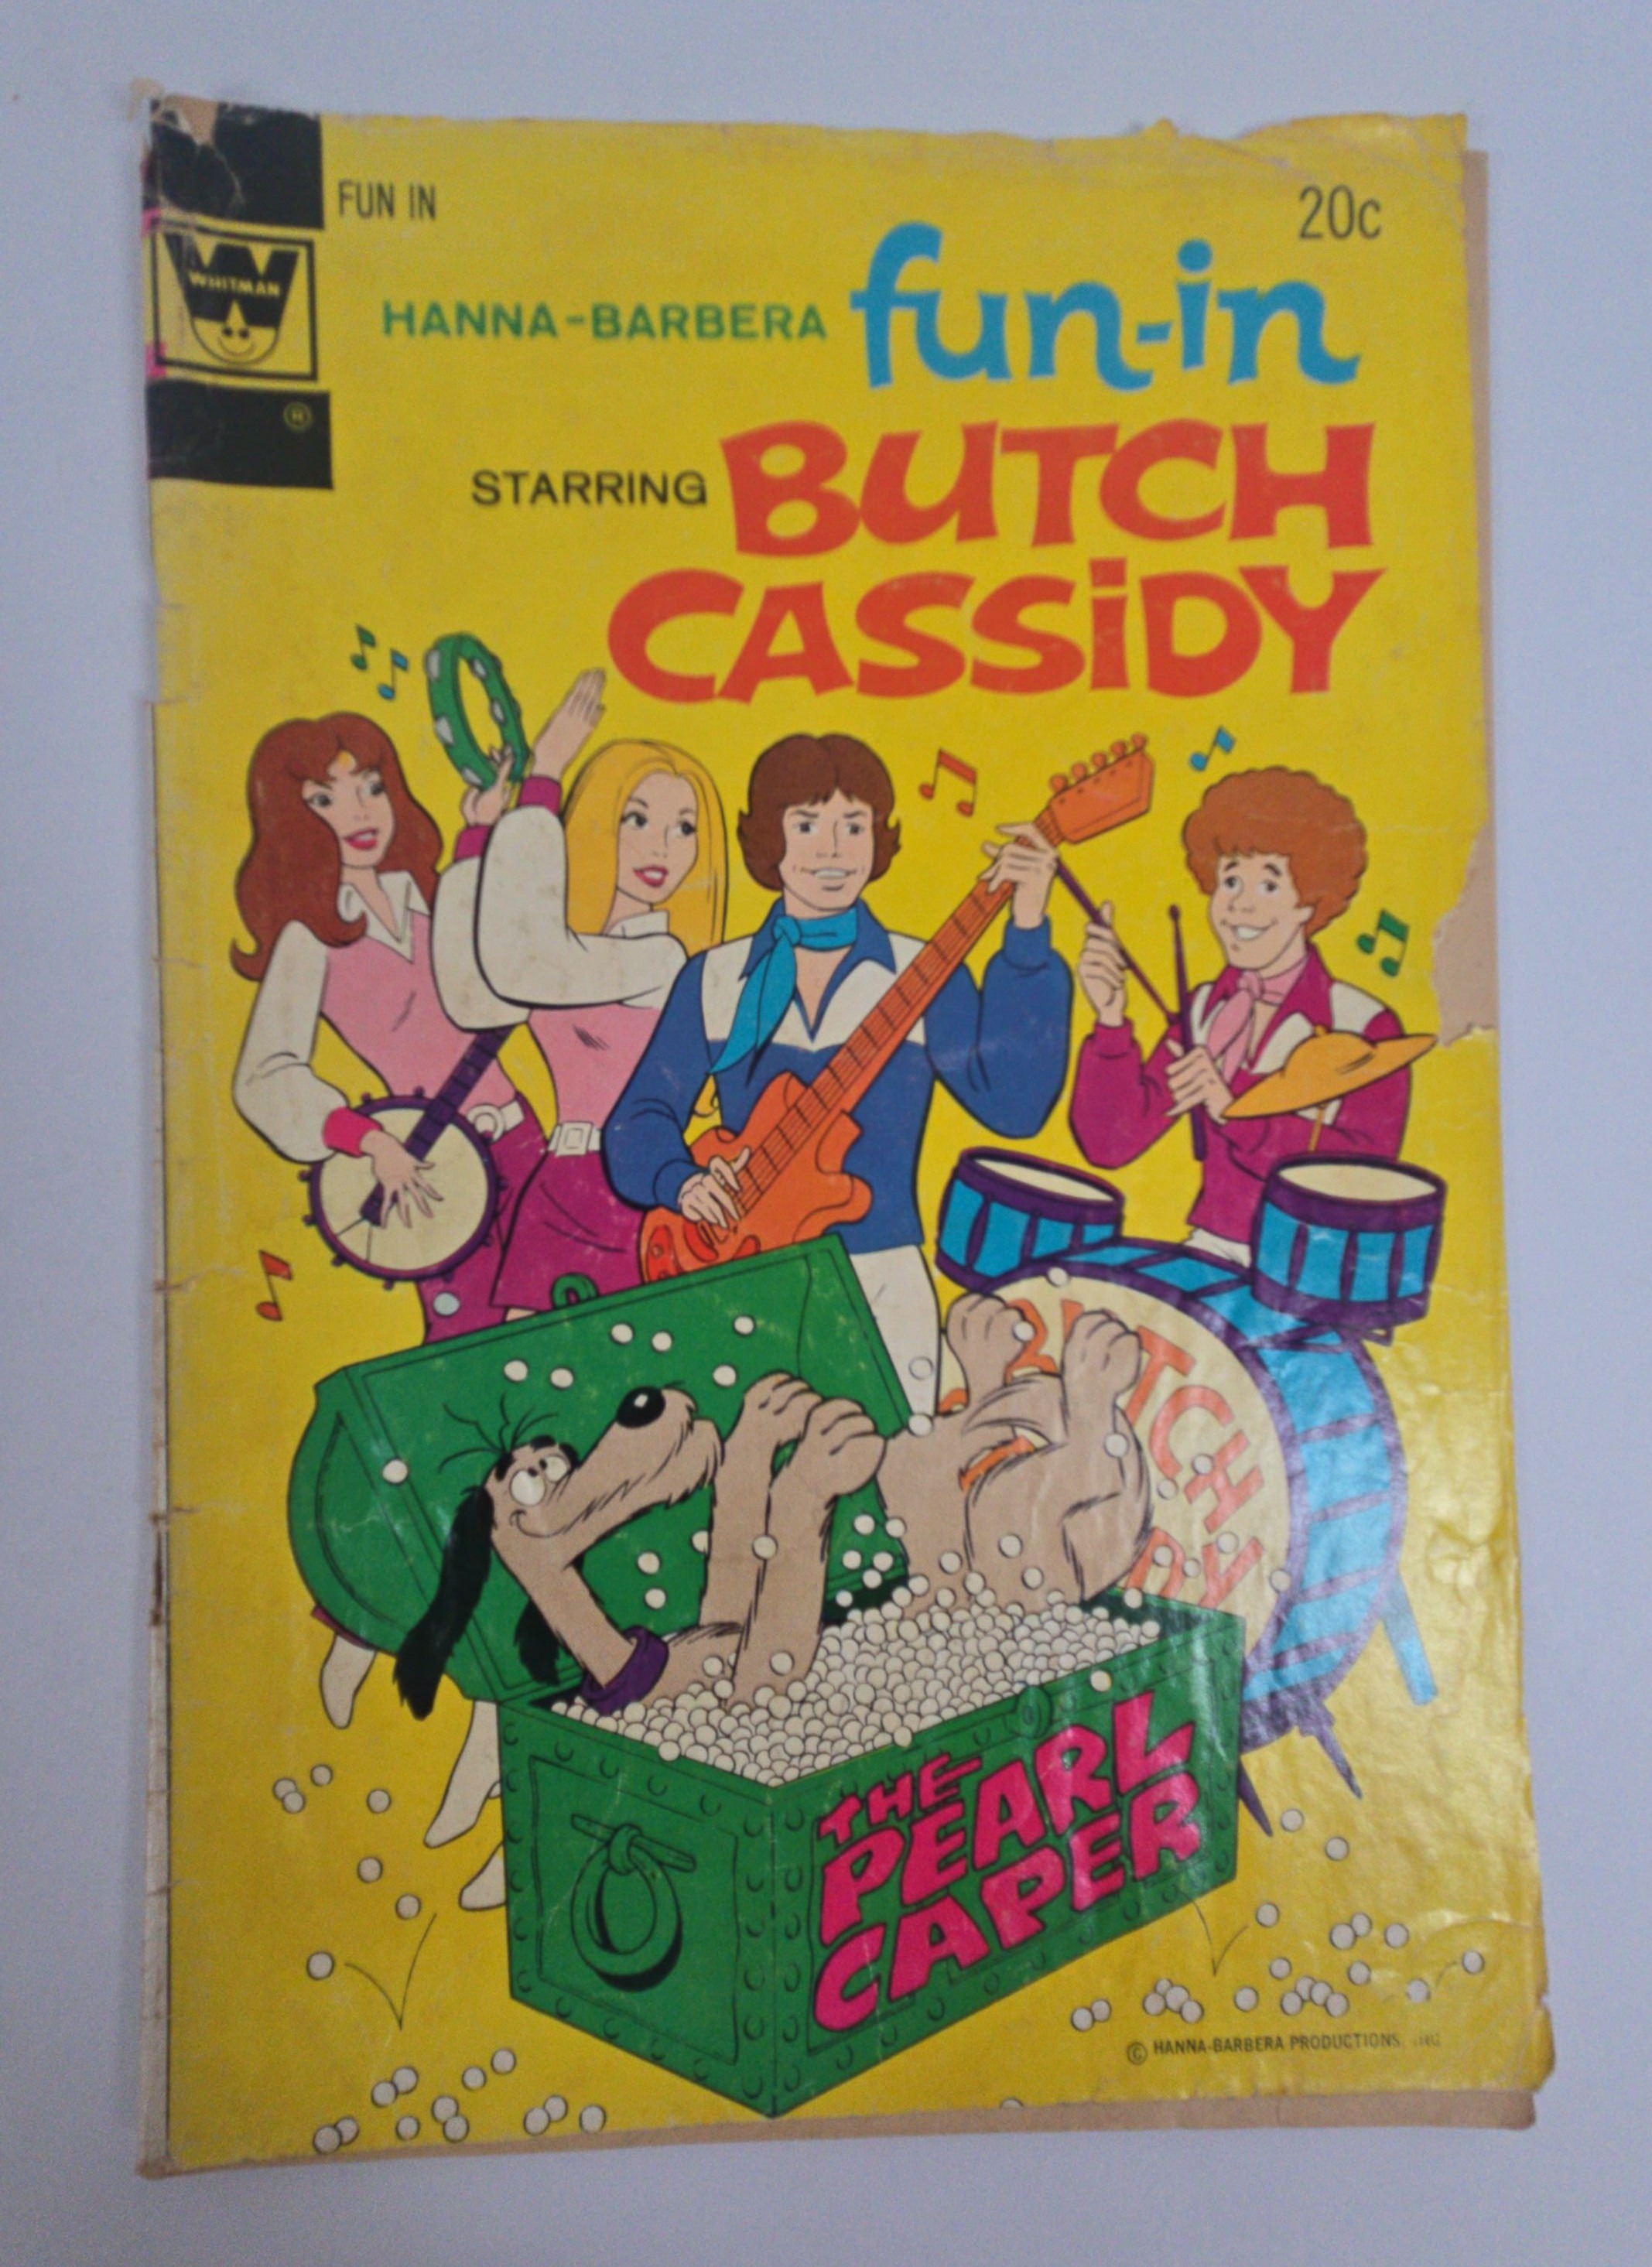 FUN IN
20c
WHITMAN
®
HANNA-BARBERA fun-in
STARRING BUTCH
CASSiDY
THE
PEARL
CAPER
© HANNA-BARBERA PRODUCTIONS,